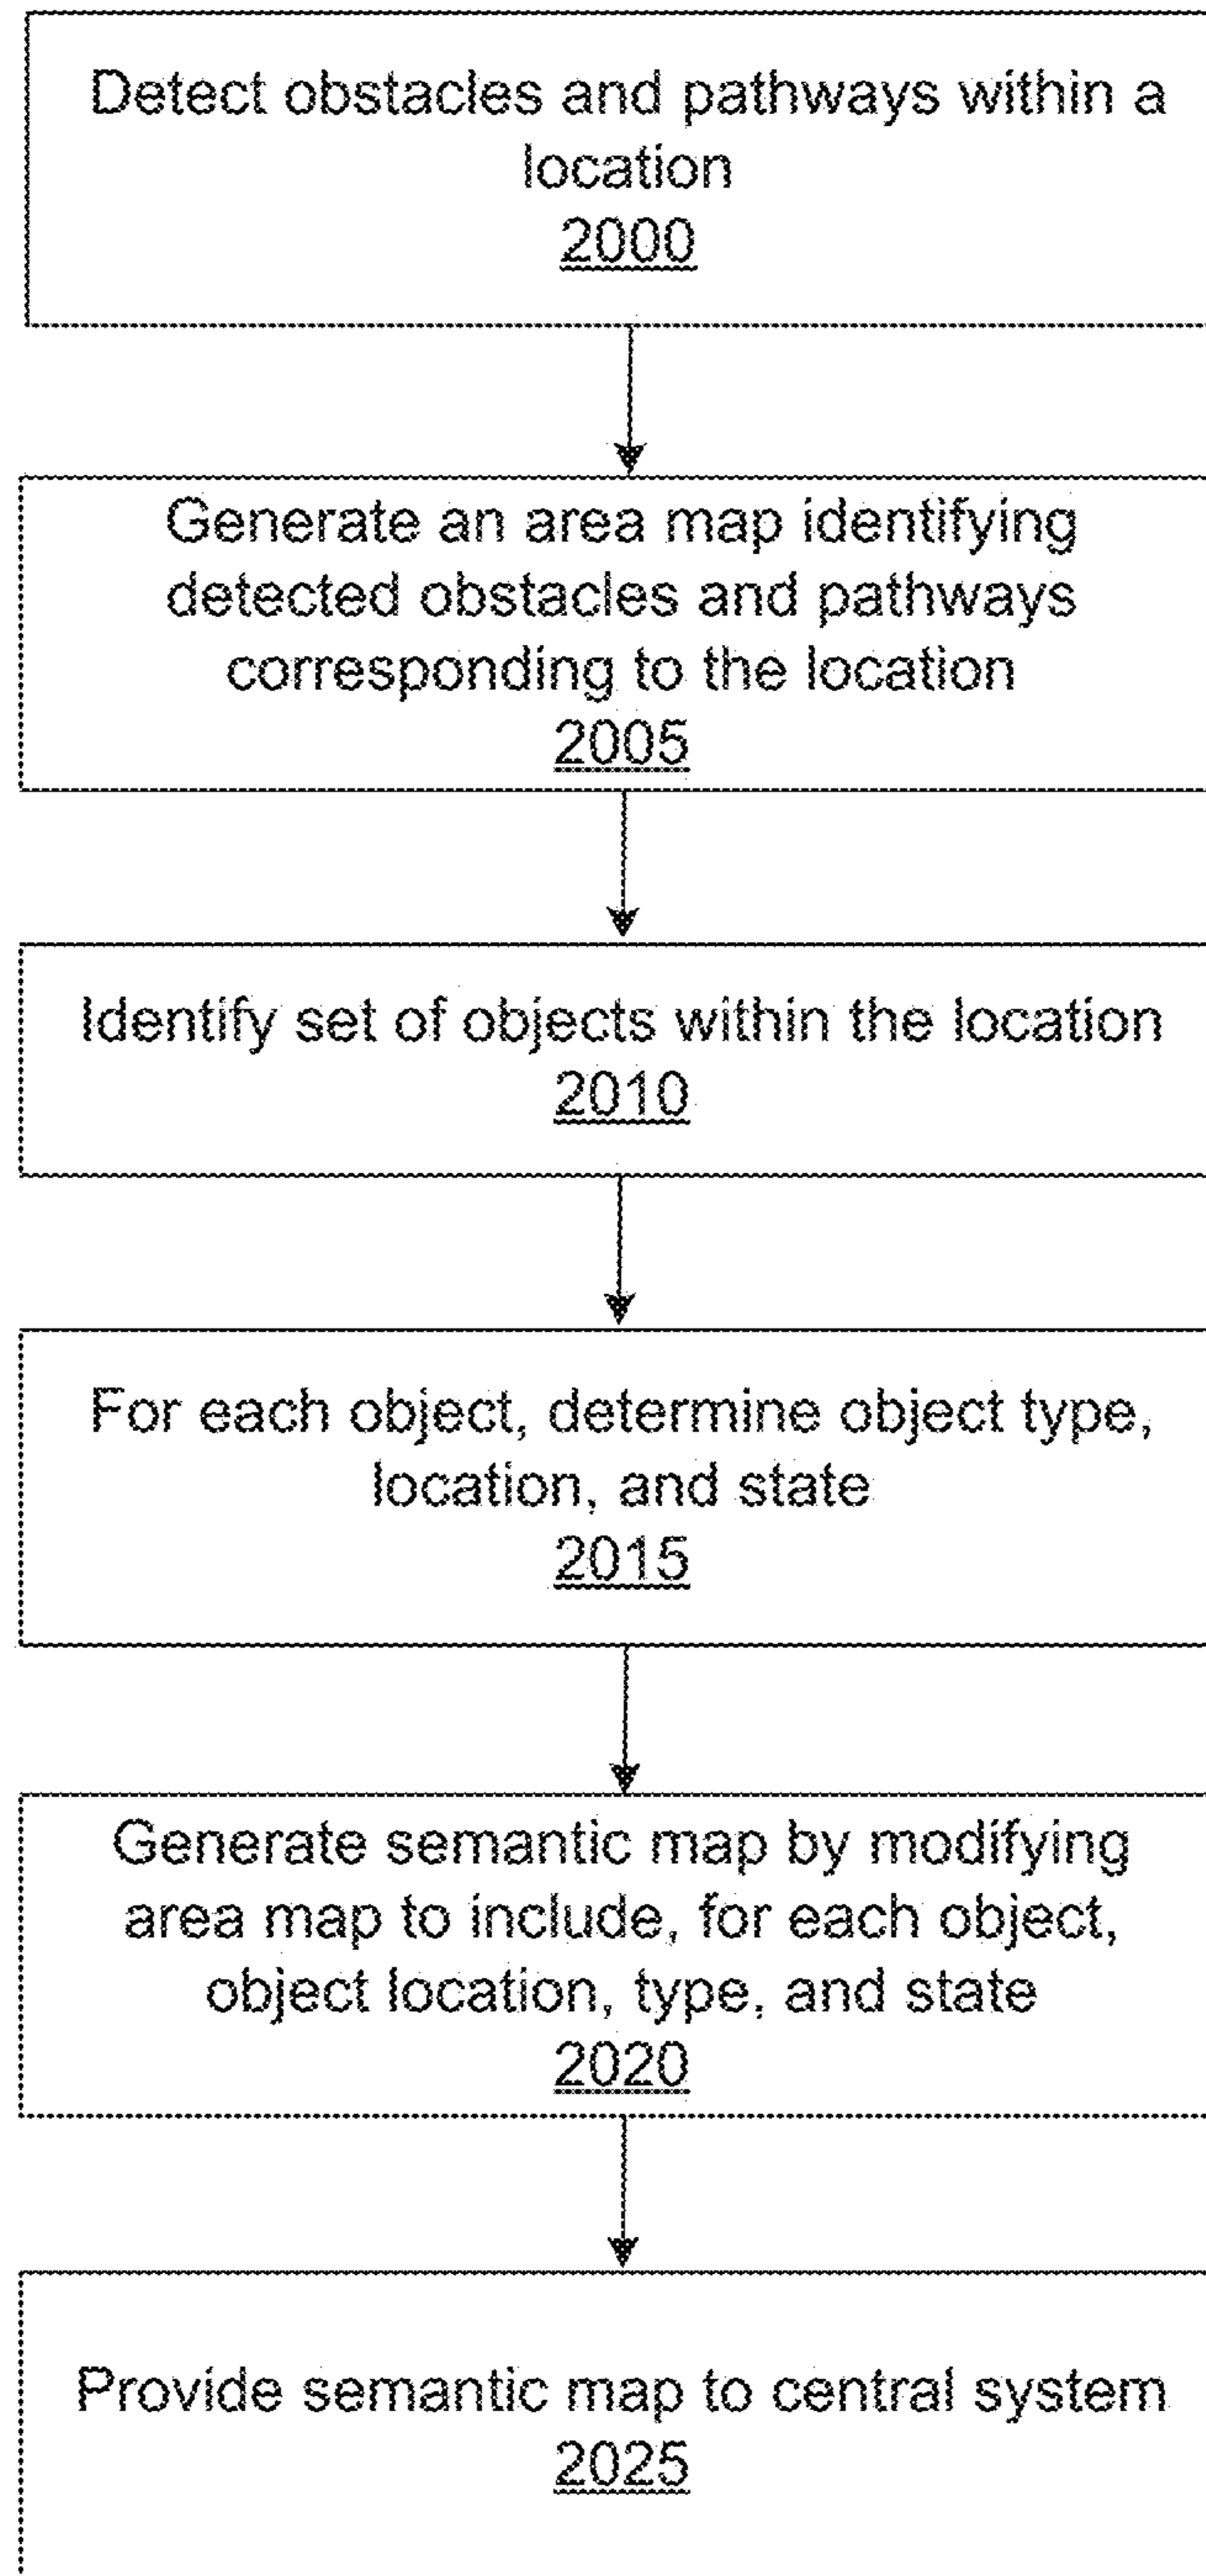 Detect obstacles and pathways within a
location
2000
Generate an area map identifying
detected obstacles and pathways
corresponding to the location
2005
Identify set of objects within the location
2010
For each object, determine object type,
location, and state
2015
Generate semantic map by modifying
area map to include, for each object,
object location, type, and state
2020
Provide semantic map to central system
2025